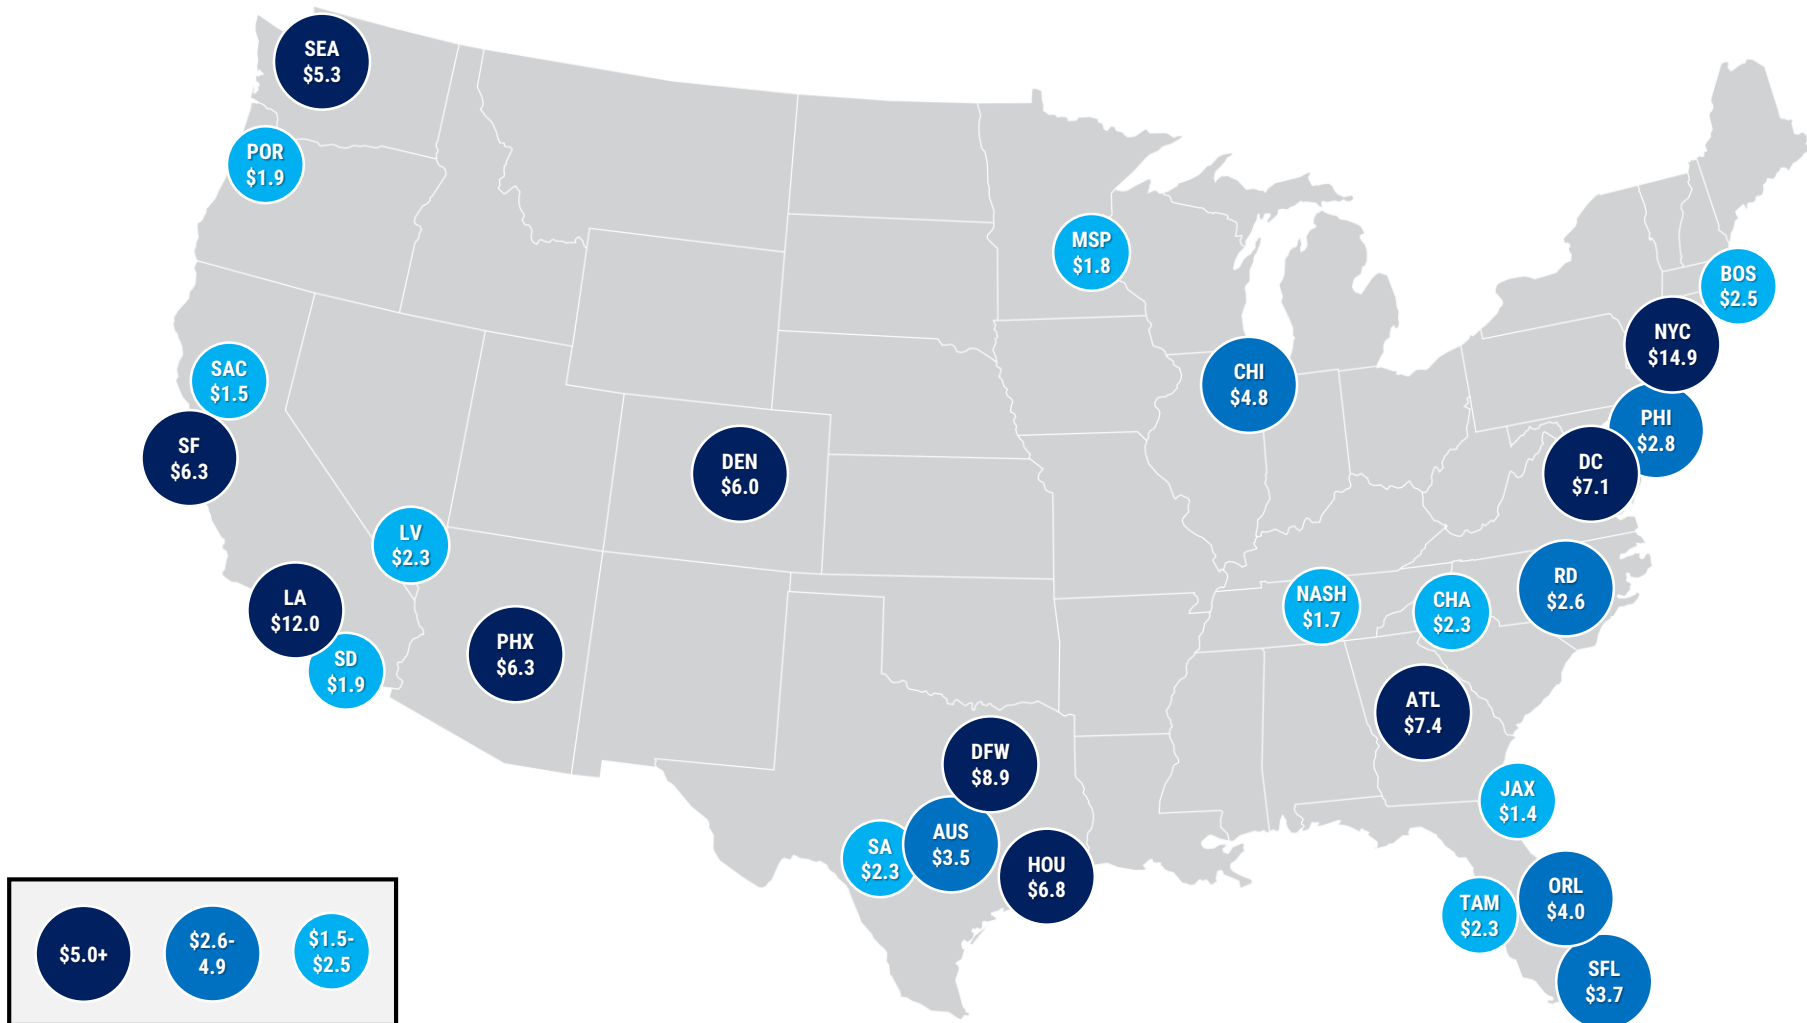 SEA
$5.3
POR
$1.9
MSP
$1.8
BOS
$2.5
NYC
$14.9
SAC
$1.5
CHI
$4.8
PHI
$2.8
SF
$6.3
DEN
$6.0
DC
$7.1
LV
$2.3
LA
$12.0
NASH
$1.7
CHA
$2.3
RD
$2.6
PHX
$6.3
SD
$1.9
ATL
$7.4
DFW
$8.9
JAX
$1.4
SA
$2.3
AUS
$3.5
HOU
$6.8
TAM
$2.3
ORL
$4.0
SFL
$3.7
$5.0+
$2.6-
4.9
$1.5-
$2.5